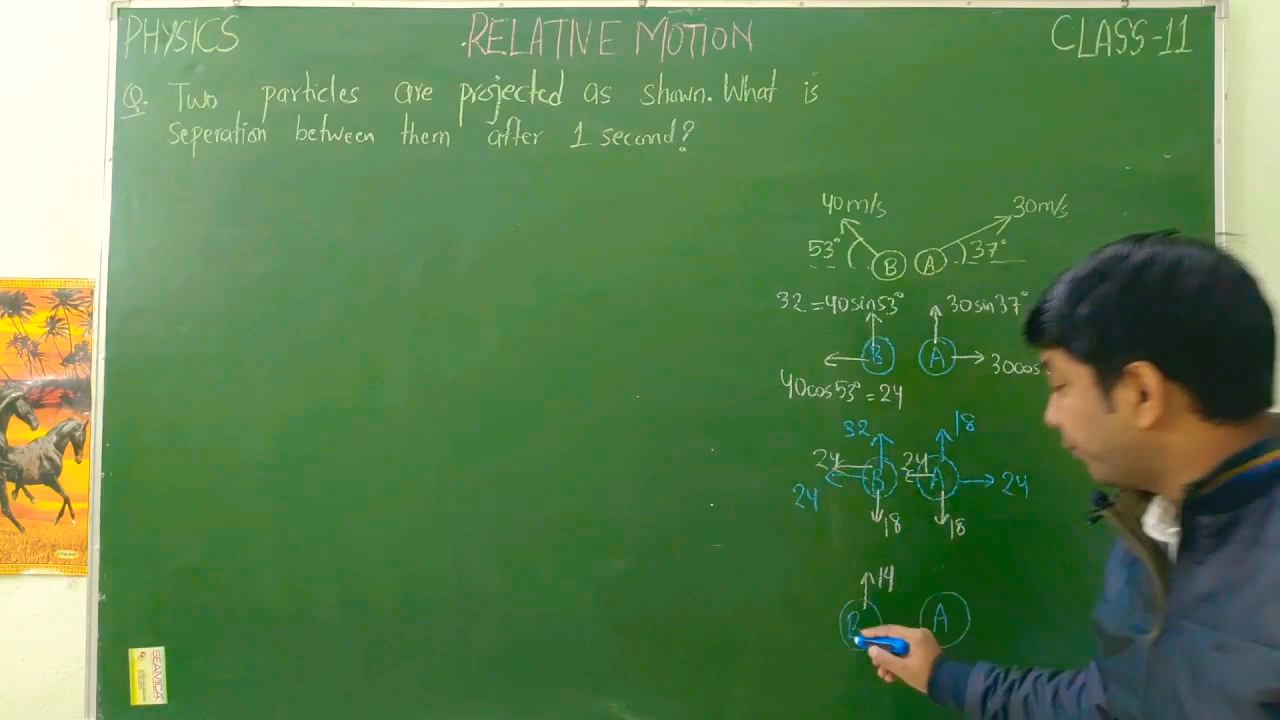 PHYSICS
RELATIVE MOTION
CLASS-11
Q. Two particles are projected as shown. What is
seperation between them after 1 second?
40m/s
30m/s
53°
B
A
37°
32 = 40sin53°
30sin37°
B
A
30cos
40cos53° = 24
32
18
24
24
24
B
A
24
18
18
14
B
A
SEAMICA